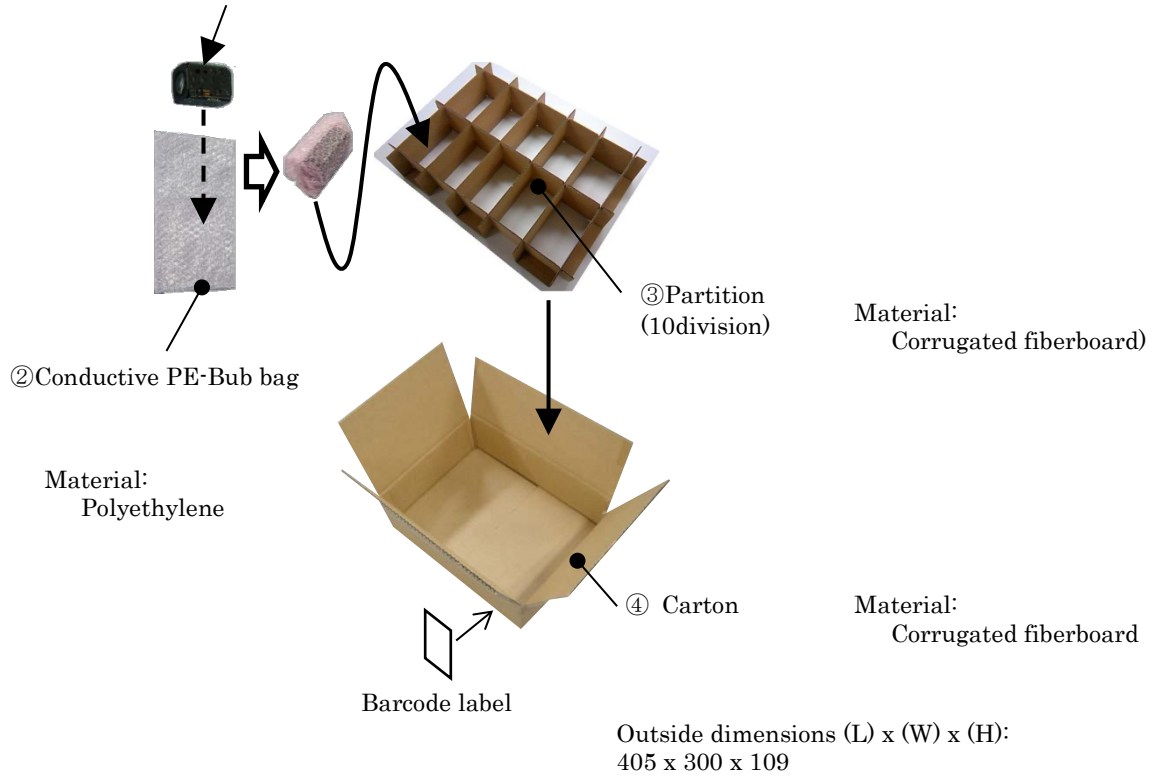 ③Partition
(10division)
Material:
Corrugated fiberboard)
②Conductive PE-Bub bag
Material:
Polyethylene
④ Carton
Material:
Corrugated fiberboard
Barcode label
Outside dimensions (L) x (W) x (H):
405 x 300 x 109